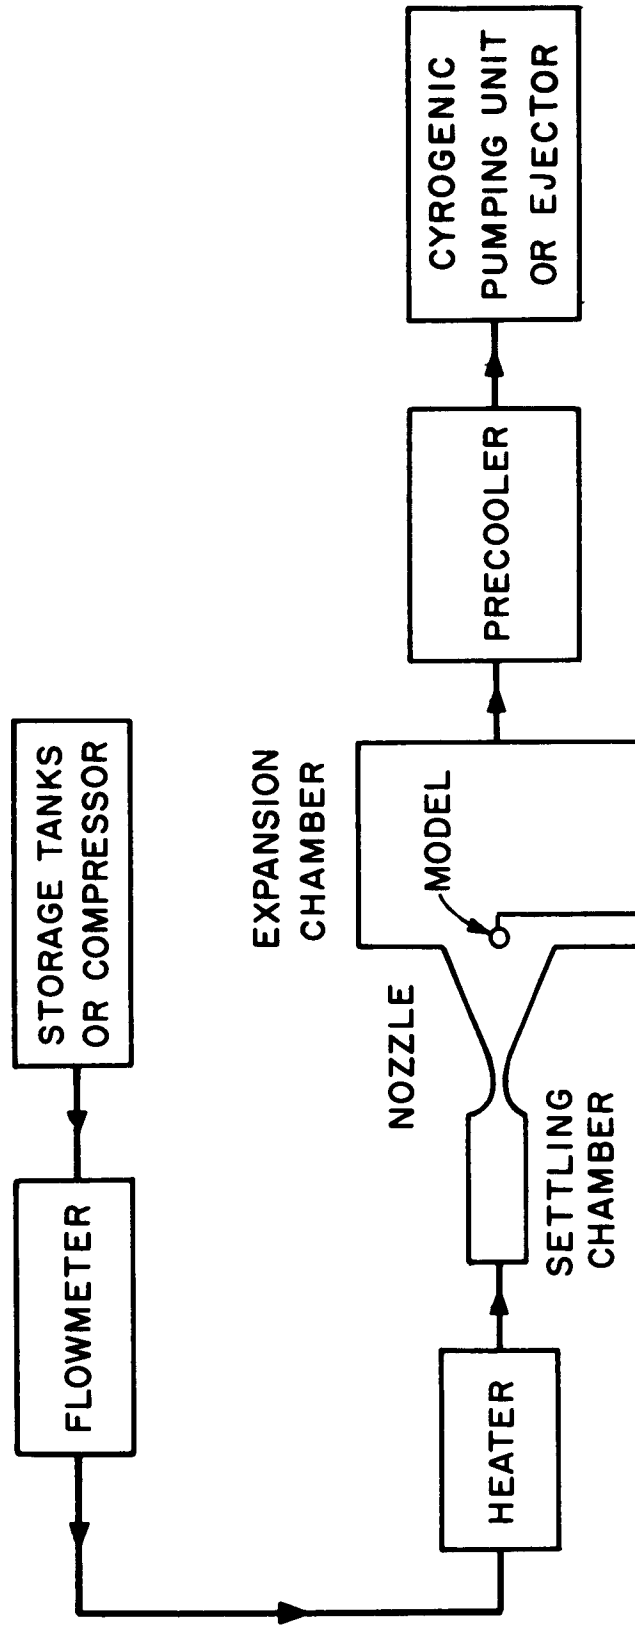 STORAGE TANKS
OR COMPRESSOR
FLOWMETER
HEATER
SETTLING
CHAMBER
NOZZLE
EXPANSION
CHAMBER
MODEL
PRECOOLER
CYROGENIC
PUMPING UNIT
OR EJECTOR